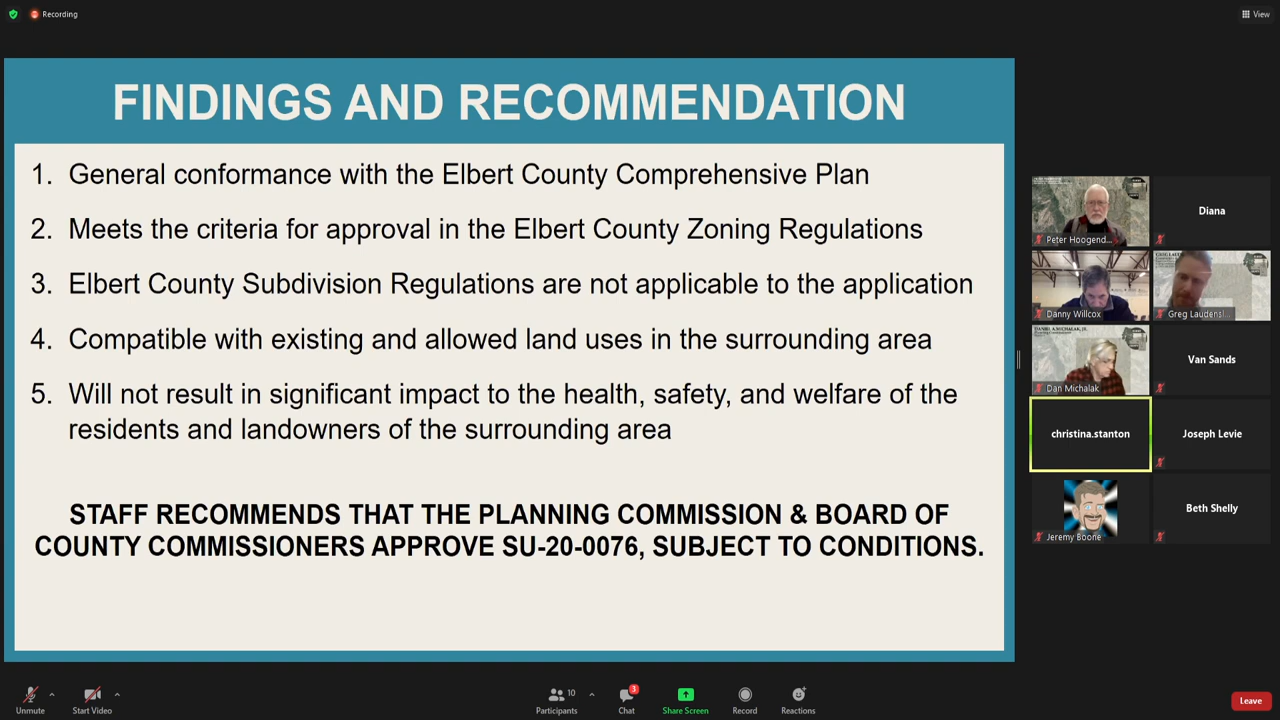 Recording
View
FINDINGS AND RECOMMENDATION
1. General conformance with the Elbert County Comprehensive Plan
2. Meets the criteria for approval in the Elbert County Zoning Regulations
3. Elbert County Subdivision Regulations are not applicable to the application
4. Compatible with existing and allowed land uses in the surrounding area
5. Will not result in significant impact to the health, safety, and welfare of the
residents and landowners of the surrounding area
STAFF RECOMMENDS THAT THE PLANNING COMMISSION & BOARD OF
COUNTY COMMISSIONERS APPROVE SU-20-0076, SUBJECT TO CONDITIONS.
Peter Hoogend...
Diana
Danny Willcox
Greg Laudensl...
DANIEL A MICHALAK, JR.
Dan Michalak
Van Sands
christina.stanton
Joseph Levie
Jeremy Boone
Beth Shelly
Unmute
Start Video
10
Participants
3
Chat
Share Screen
Record
Reactions
Leave